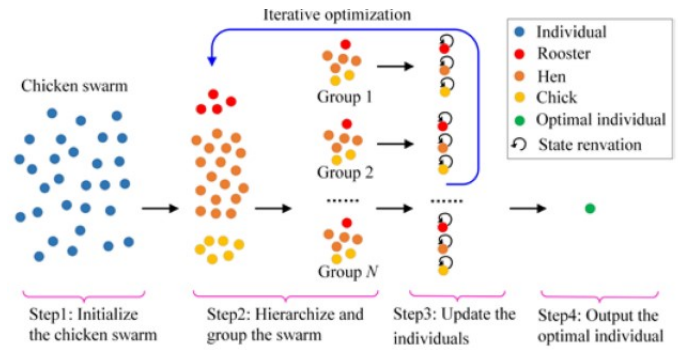 Iterative optimization
Chicken swarm
Group 1
Group 2
......
Group N
......
Individual
Rooster
Hen
Chick
Optimal individual
State renvation
Step1: Initialize
the chicken swarm
Step2: Hierarchize and
group the swarm
Step3: Update the
individuals
Step4: Output the
optimal individual